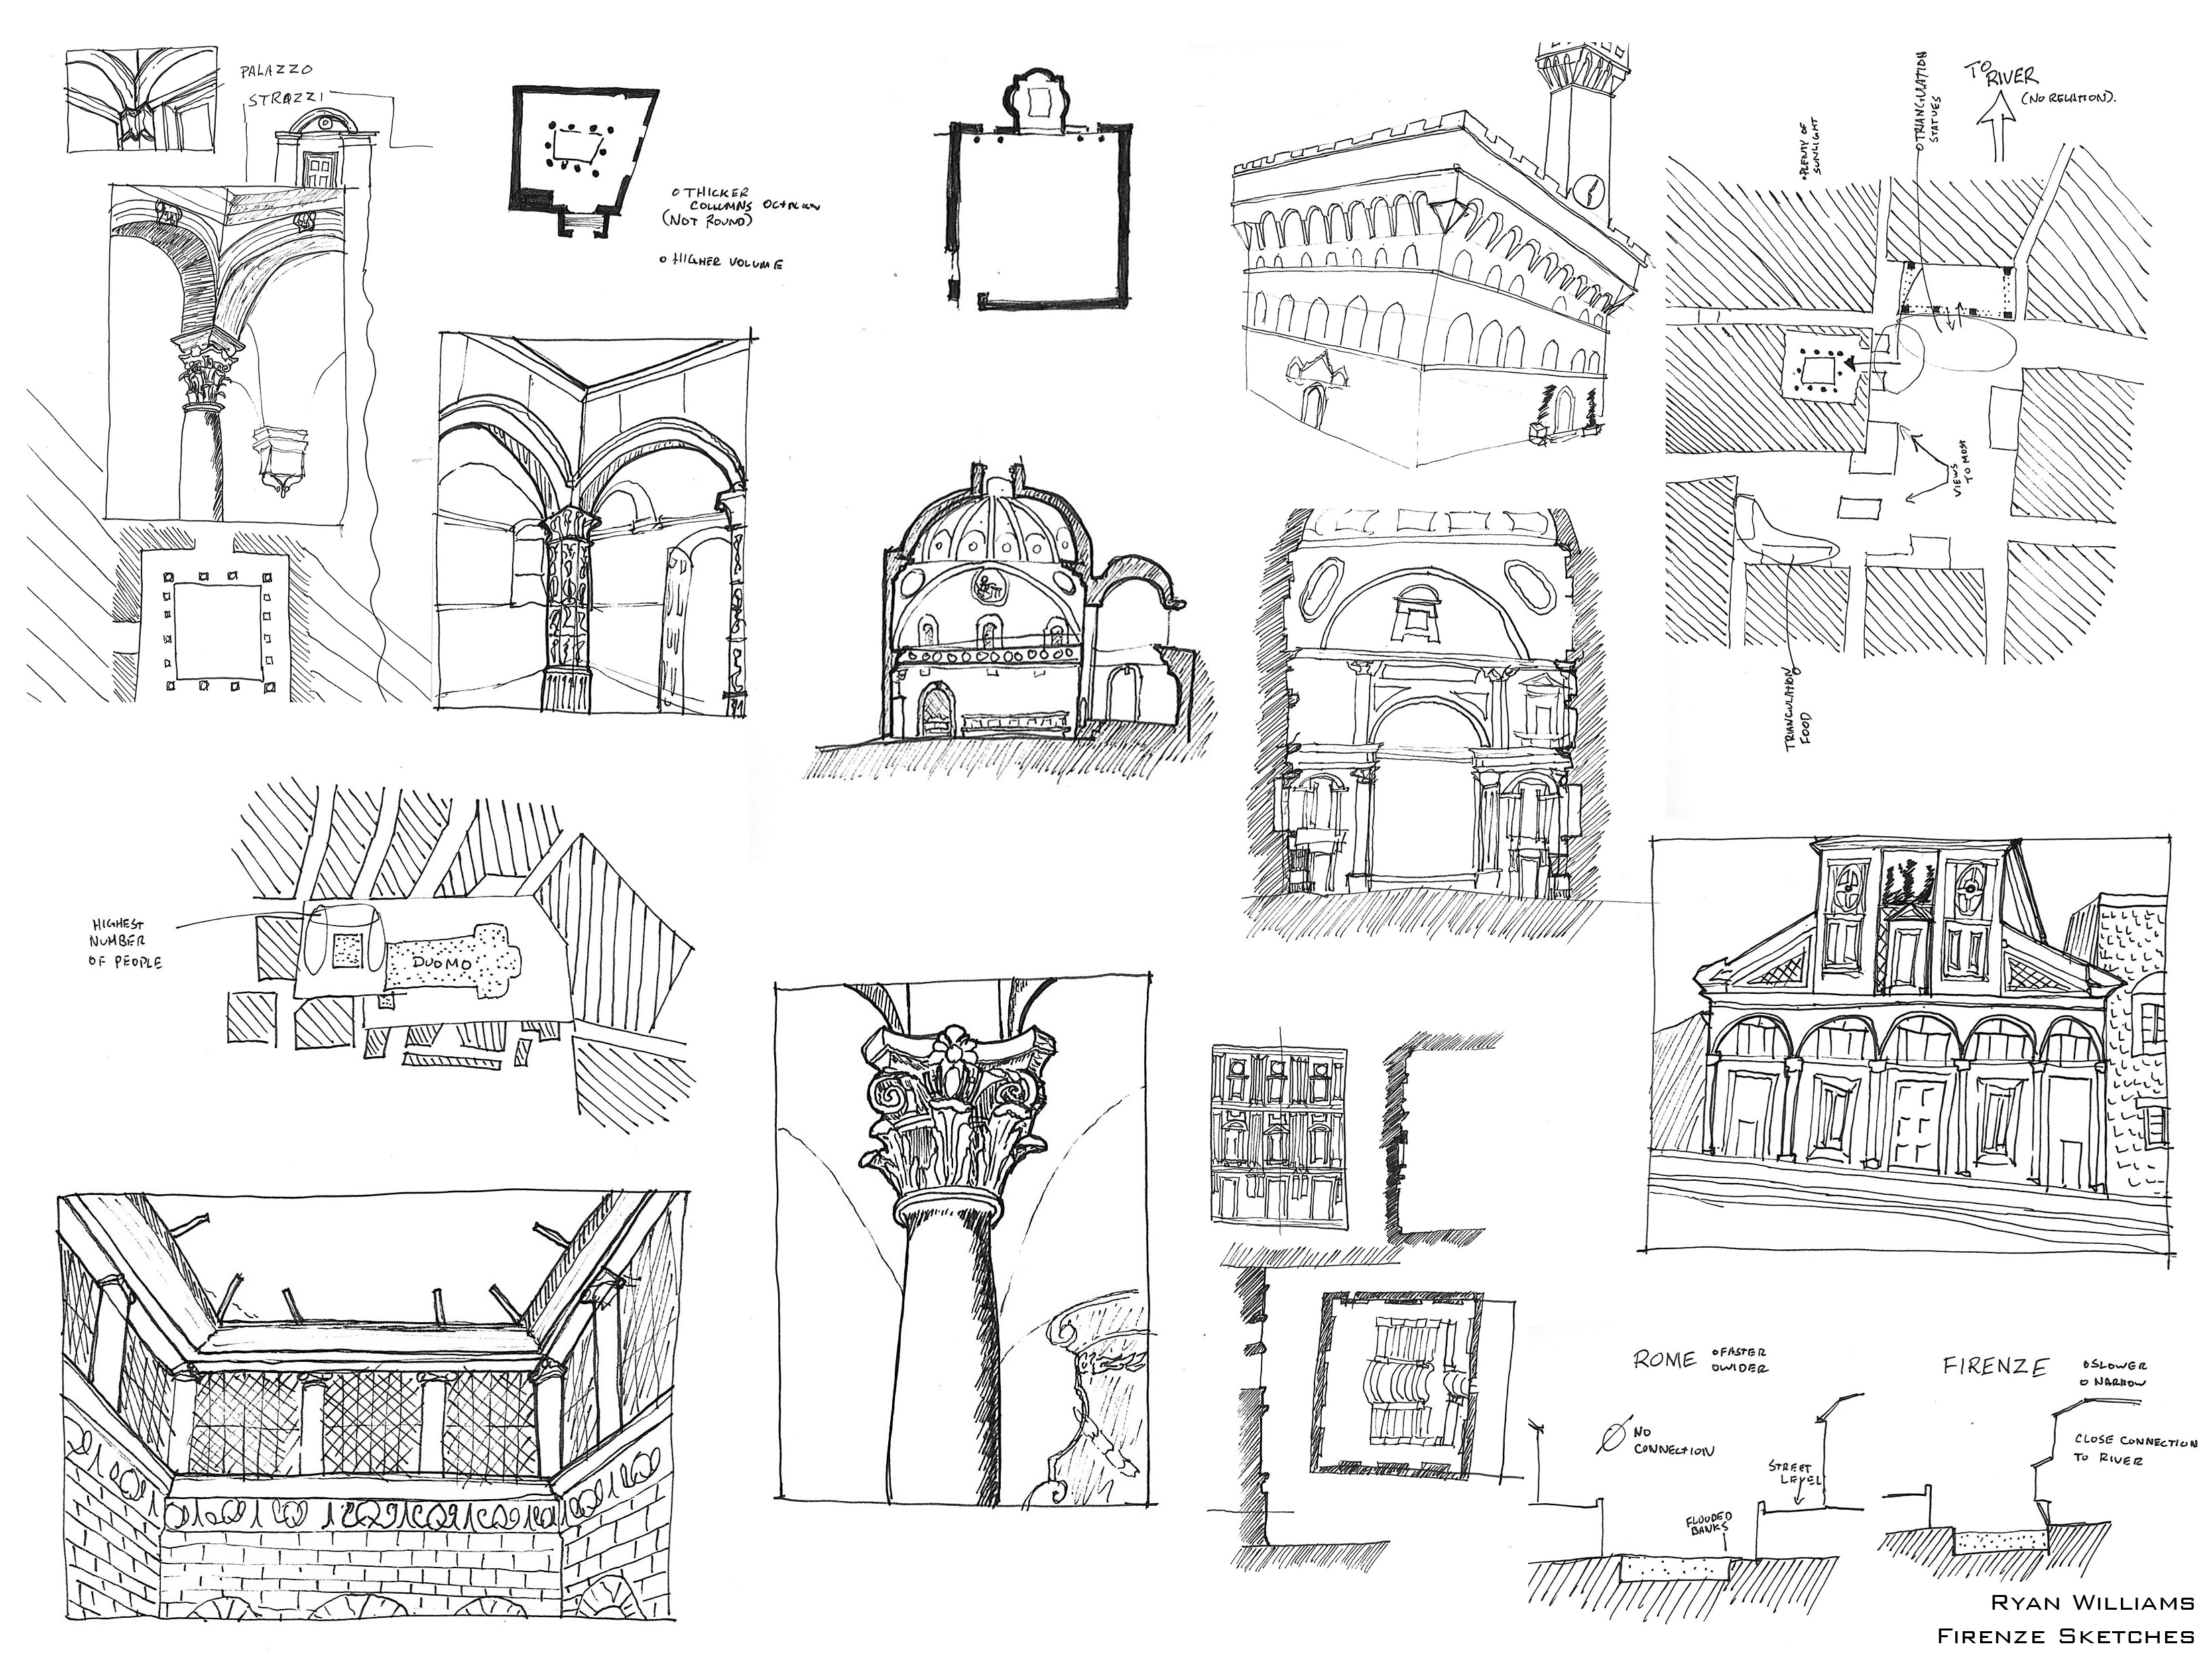 PALAZZO
STROZZI
O THICKER
COLUMNS
(NOT ROUND)
O HIGHER VOLUME
O TRIANGULATION
STATUES
TO RIVER
(NO RELATION).
O PLENTY OF
SUNLIGHT
VIEWS
TO MOST
TRIANGULATION
FOOD
HIGHEST
NUMBER
OF PEOPLE
DUOMO
ROME
O FASTER
O WIDER
NO
CONNECTION
STREET
LEVEL
FLOODED
BANKS
FIRENZE
O SLOWER
O NARROW
CLOSE CONNECTION
TO RIVER
RYAN WILLIAMS
FIRENZE SKETCHES